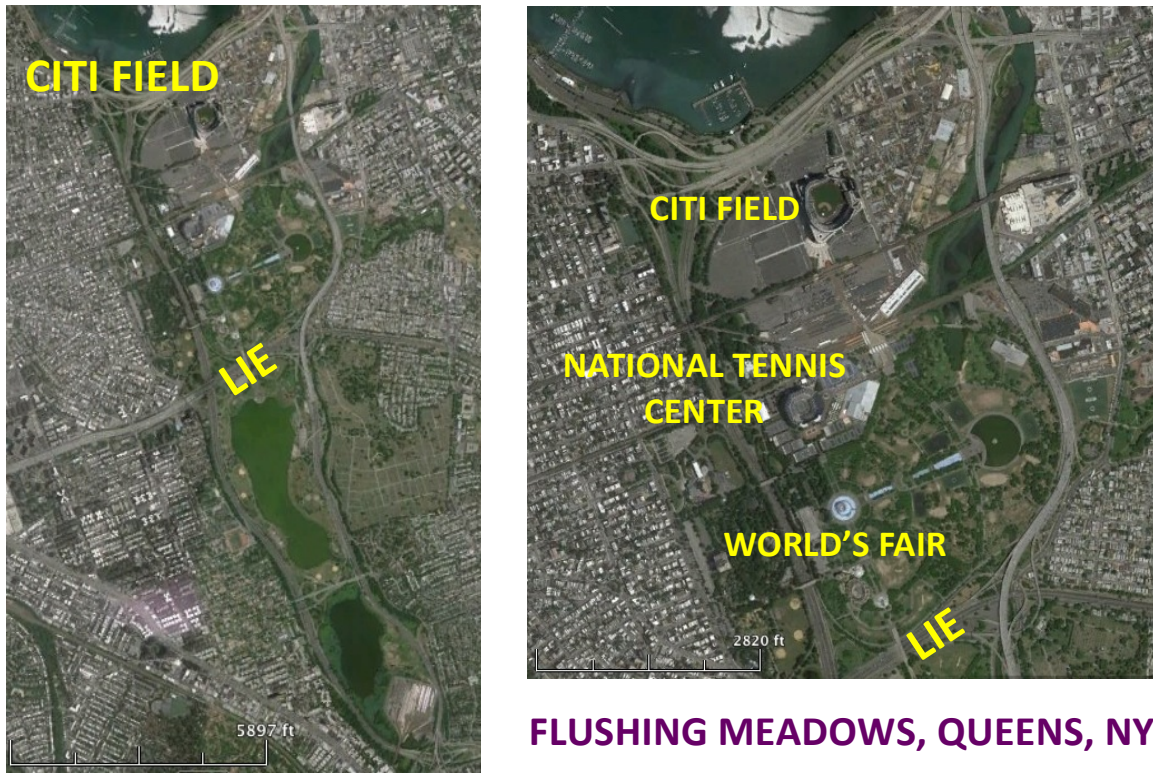 CITI FIELD
LIE
5897 ft
CITI FIELD
NATIONAL TENNIS
CENTER
WORLD'S FAIR
2820 ft
LIE
FLUSHING MEADOWS, QUEENS, NY